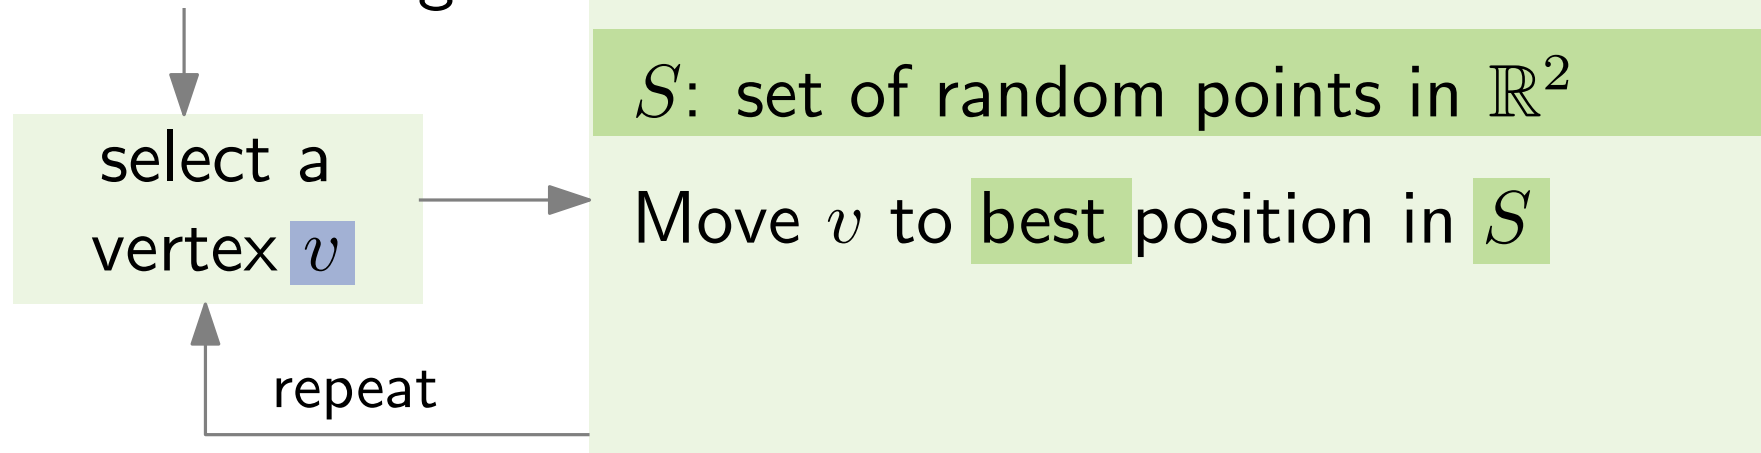 select a
vertex v
repeat
S: set of random points in ℝ²
Move v to best position in S